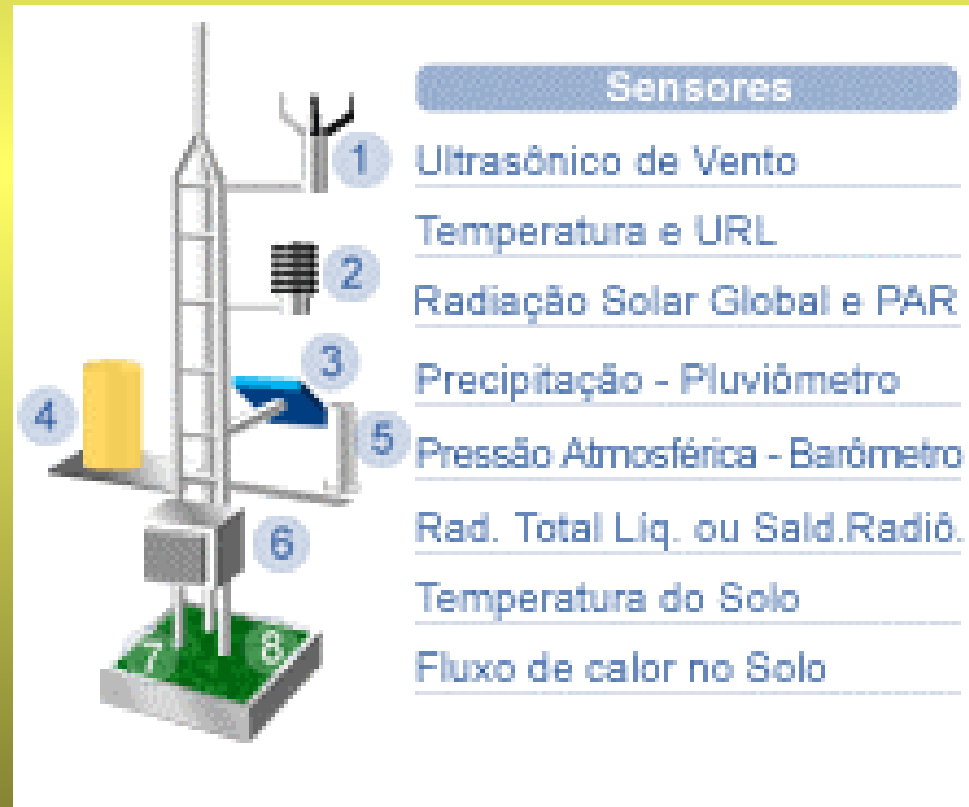 Sensores
1 Ultrasônico de Vento
Temperatura e URL
2
Radiação Solar Global e PAR
3
Precipitação - Pluviômetro
4
5 Pressão Atmosférica - Barômetro
Rad. Total Liq. ou Sald.Radiô.
6
Temperatura do Solo
7 8
Fluxo de calor no Solo